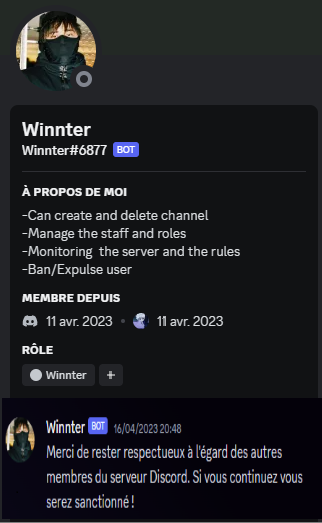 Winnter
Winnter#6877 BOT
À PROPOS DE MOI
-Can create and delete channel
-Manage the staff and roles
-Monitoring the server and the rules
-Ban/Expulse user
MEMBRE DEPUIS
11 avr. 2023 • 11 avr. 2023
RÔLE
Winnter +
Winnter BOT 16/04/2023 20:48
Merci de rester respectueux à l'égard des autres
membres du serveur Discord. Si vous continuez vous
serez sanctionné !